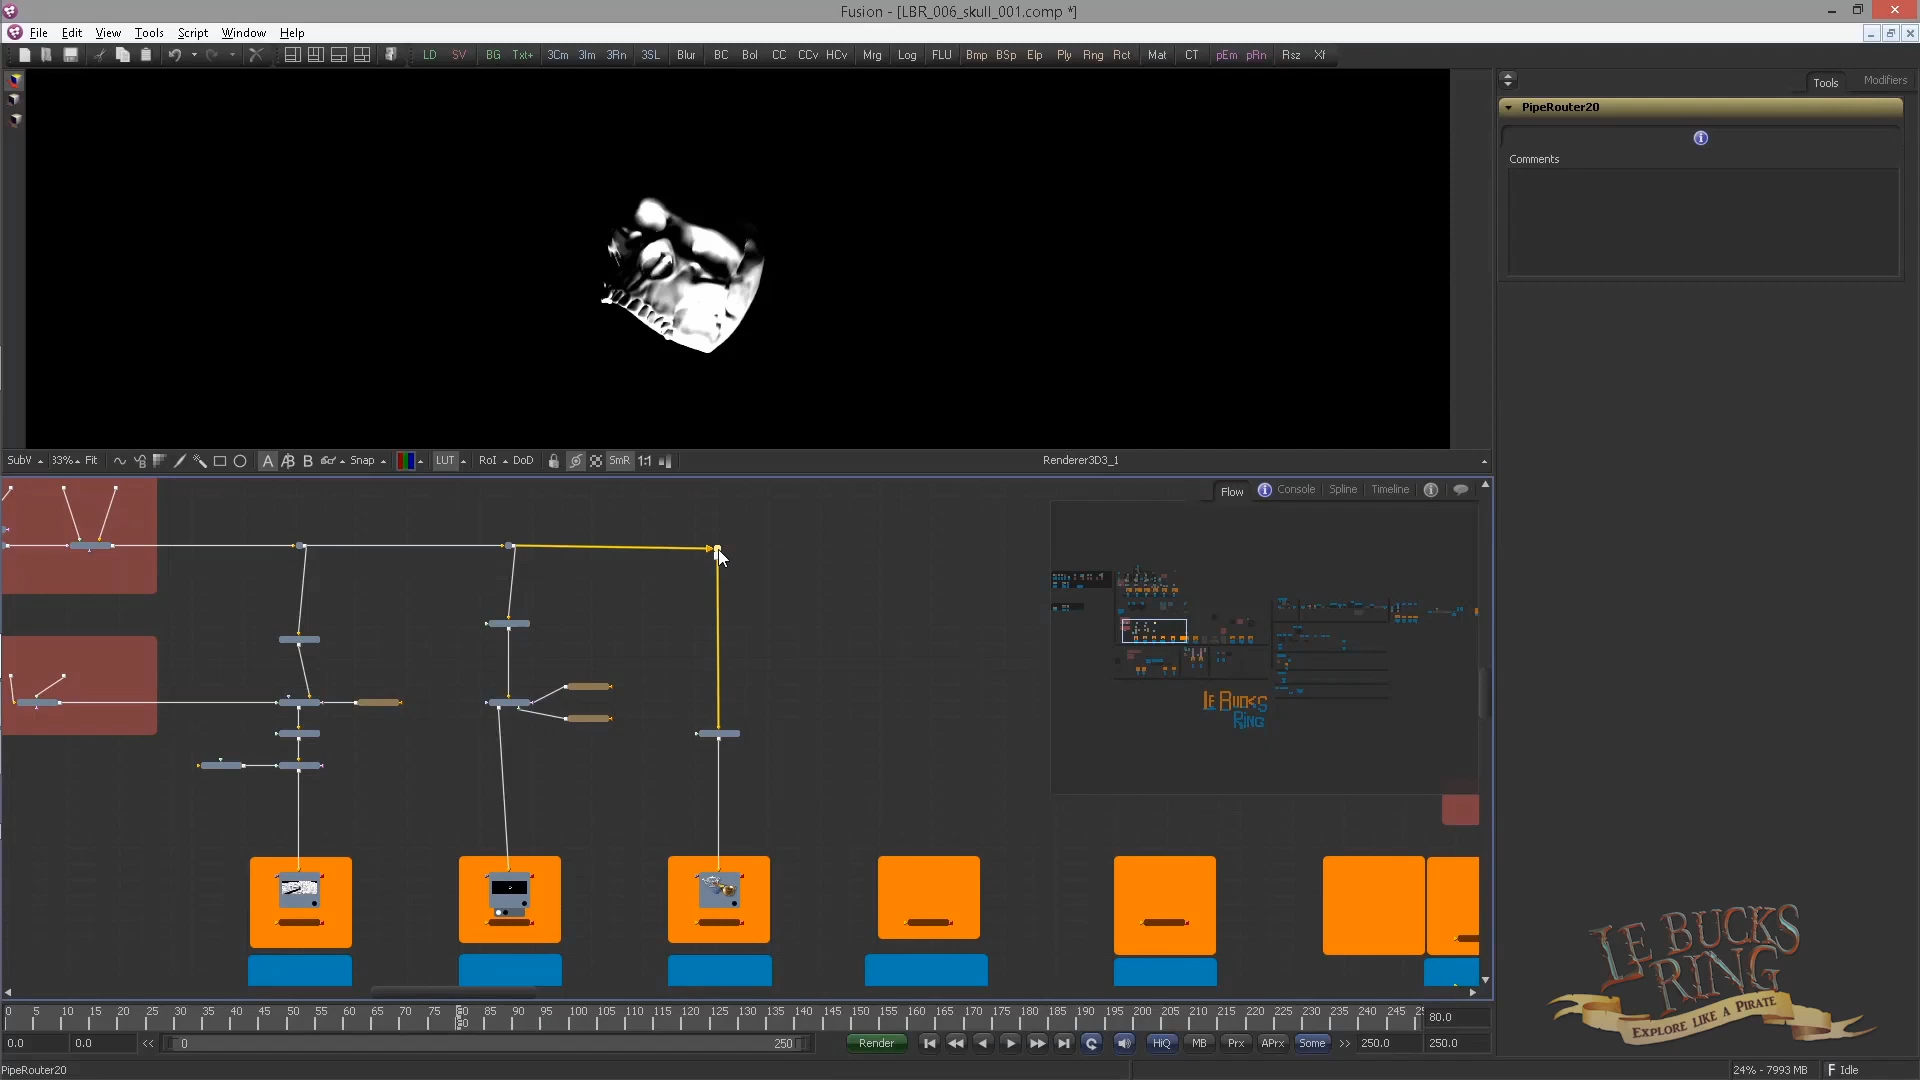 Fusion - [LBR_006_skull_001.comp *]
File Edit View Tools Script Window Help
LD SV BG Txt+ 3Cm 3Im 3Rn 3SL Blur BC Bol CC CCv HCv Mrg Log FLU Bmp BSp Elp Ply Rng Rct Mat CT pEm pRn Rsz Xf
Tools Modifiers
PipeRouter20
Comments
SubV 33% Fit A B Snap LUT RoI DoD SmR 1:1 Renderer3D3_1
Flow Console Spline Timeline
LE BUCKS
RING
0 5 10 15 20 25 30 35 40 45 50 55 60 65 70 75 80 85 90 95 100 105 110 115 120 125 130 135 140 145 150 155 160 165 170 175 180 185 190 195 200 205 210 215 220 225 230 235 240 245 80.0
0.0 0.0 << 0 250 Render HiQ MB Prx APrx Some >> 250.0 250.0
PipeRouter20 24% - 7993 MB Idle
LE BUCKS
RING
EXPLORE LIKE A PIRATE